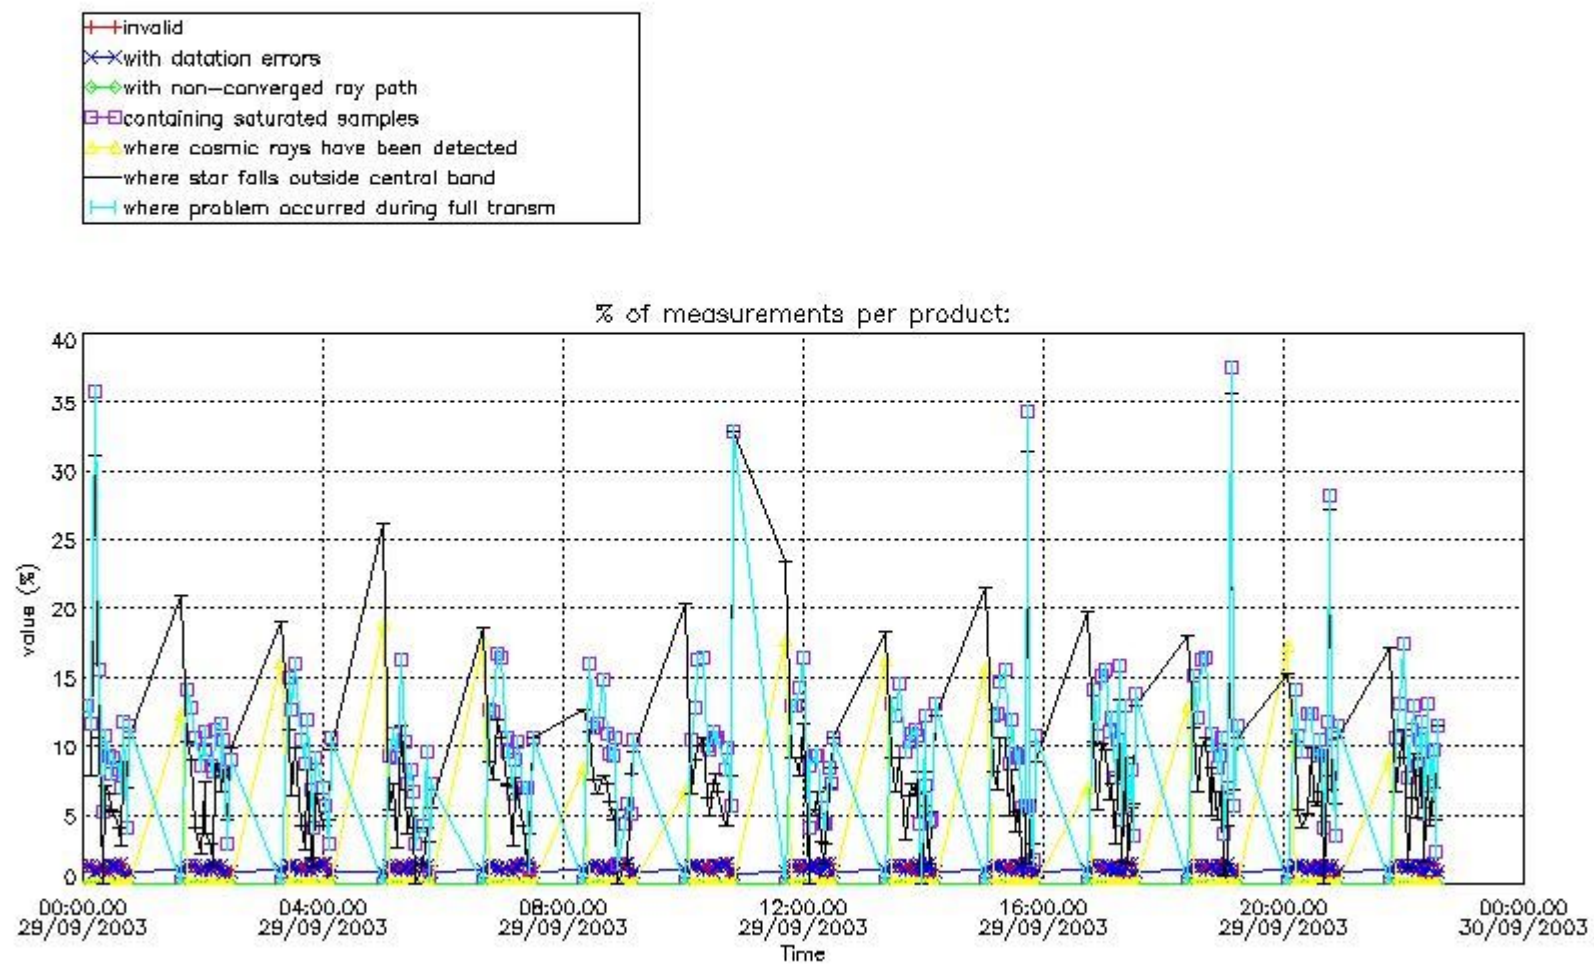 invalid
with datation errors
with non-converged ray path
containing saturated samples
where cosmic rays have been detected
where star falls outside central band
where problem occurred during full transm
% of measurements per product:
40
35
30
25
20
15
10
5
0
value (%)
00:00.00 04:00.00 08:00.00 12:00.00 16:00.00 20:00.00 00:00.00
29/09/2003 29/09/2003 29/09/2003 29/09/2003 29/09/2003 29/09/2003 30/09/2003
Time